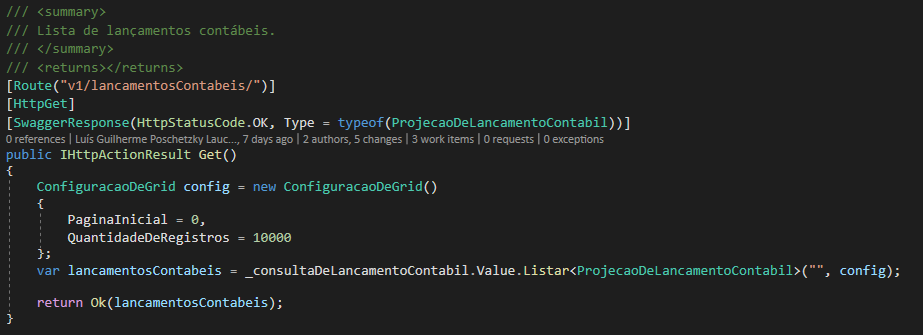 /// <summary>
/// Lista de lançamentos contábeis.
/// </summary>
/// <returns></returns>
[Route("v1/lancamentosContabeis/")]
[HttpGet]
[SwaggerResponse(HttpStatusCode.OK, Type = typeof(ProjecaoDeLancamentoContabil))]
0 references | Luís Guilherme Poschetzky Lauc..., 7 days ago | 2 authors, 5 changes | 3 work items | 0 requests | 0 exceptions
public IHttpActionResult Get()
{
    ConfiguracaoDeGrid config = new ConfiguracaoDeGrid()
    {
        PaginaInicial = 0,
        QuantidadeDeRegistros = 10000
    };
    var lancamentosContabeis = _consultaDeLancamentoContabil.Value.Listar<ProjecaoDeLancamentoContabil>("", config);
    return Ok(lancamentosContabeis);
}